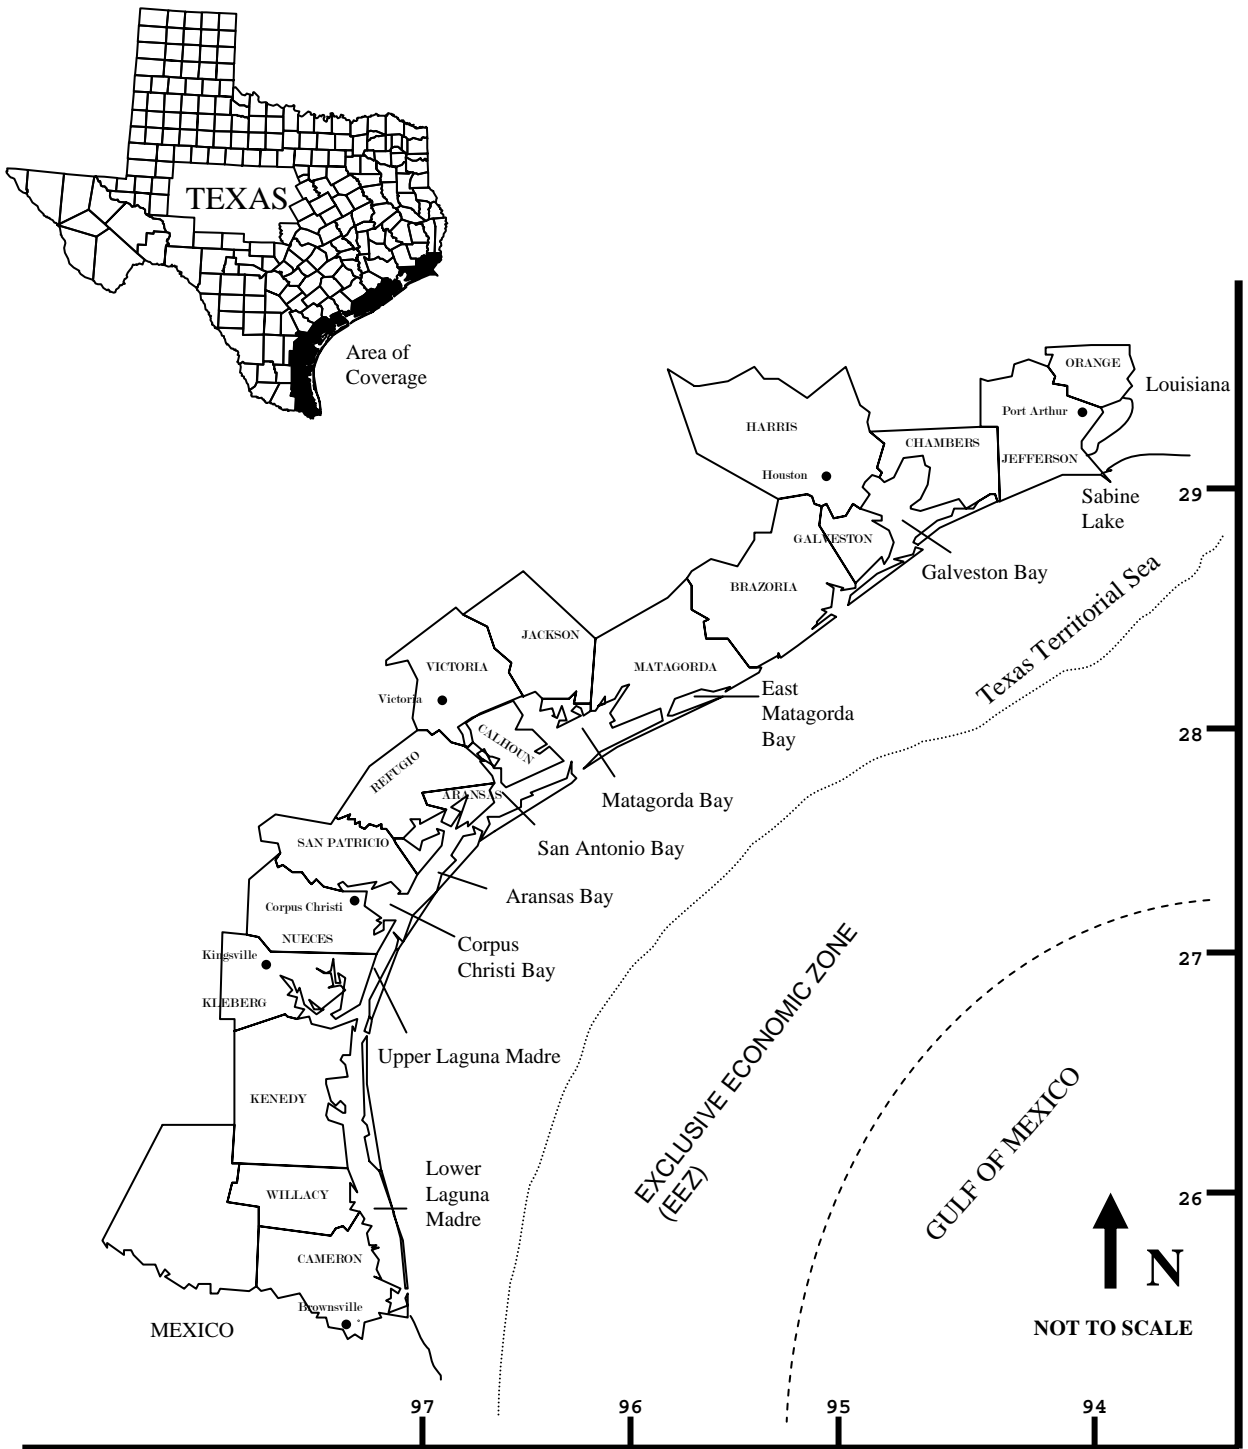 TEXAS
Area of
Coverage
ORANGE
Louisiana
Port Arthur
HARRIS
CHAMBERS
JEFFERSON
Houston
Sabine
Lake
29
GALVESTON
Galveston Bay
BRAZORIA
Texas Territorial Sea
JACKSON
VICTORIA
MATAGORDA
Victoria
East
Matagorda
Bay
28
CALHOUN
REFUGIO
ARANSAS
Matagorda Bay
SAN PATRICIO
San Antonio Bay
Aransas Bay
Corpus Christi
NUECES
Corpus
Christi Bay
Kingsville
27
KLEBERG
Upper Laguna Madre
EXCLUSIVE ECONOMIC ZONE
(EEZ)
KENEDY
GULF OF MEXICO
Lower
Laguna
Madre
WILLACY
26
CAMERON
N
Brownsville
MEXICO
NOT TO SCALE
97
96
95
94